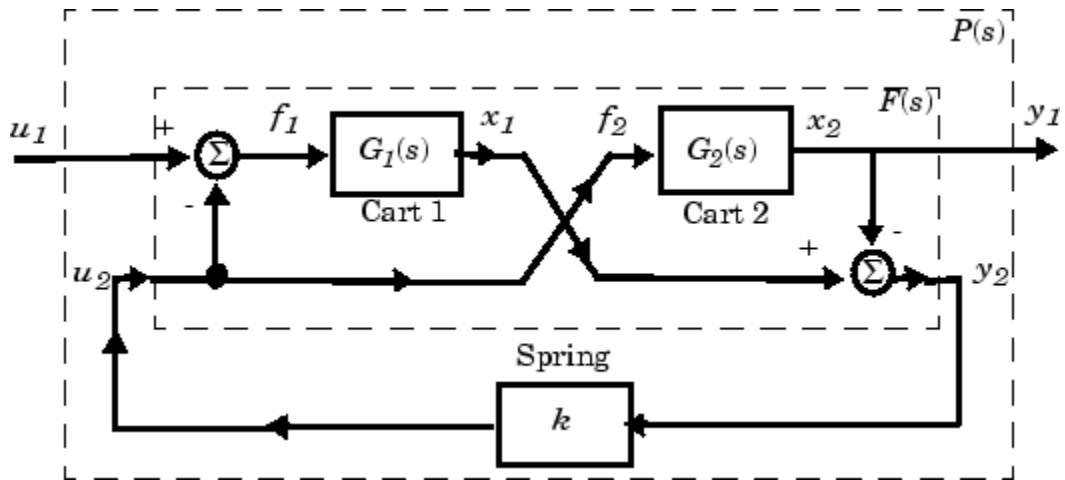 P(s)
F(s)
u1
+
Σ
f1
G1(s)
x1
f2
G2(s)
x2
y1
Cart 1
Cart 2
-
-
+
u2
Σ
y2
Spring
k